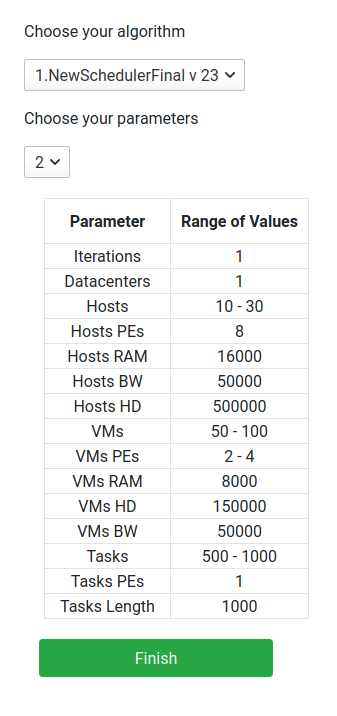 Choose your algorithm
1.NewSchedulerFinal v 23
Choose your parameters
2
Parameter Range of Values
Iterations 1
Datacenters 1
Hosts 10 - 30
Hosts PEs 8
Hosts RAM 16000
Hosts BW 50000
Hosts HD 500000
VMs 50 - 100
VMs PEs 2 - 4
VMs RAM 8000
VMs HD 150000
VMs BW 50000
Tasks 500 - 1000
Tasks PEs 1
Tasks Length 1000
Finish